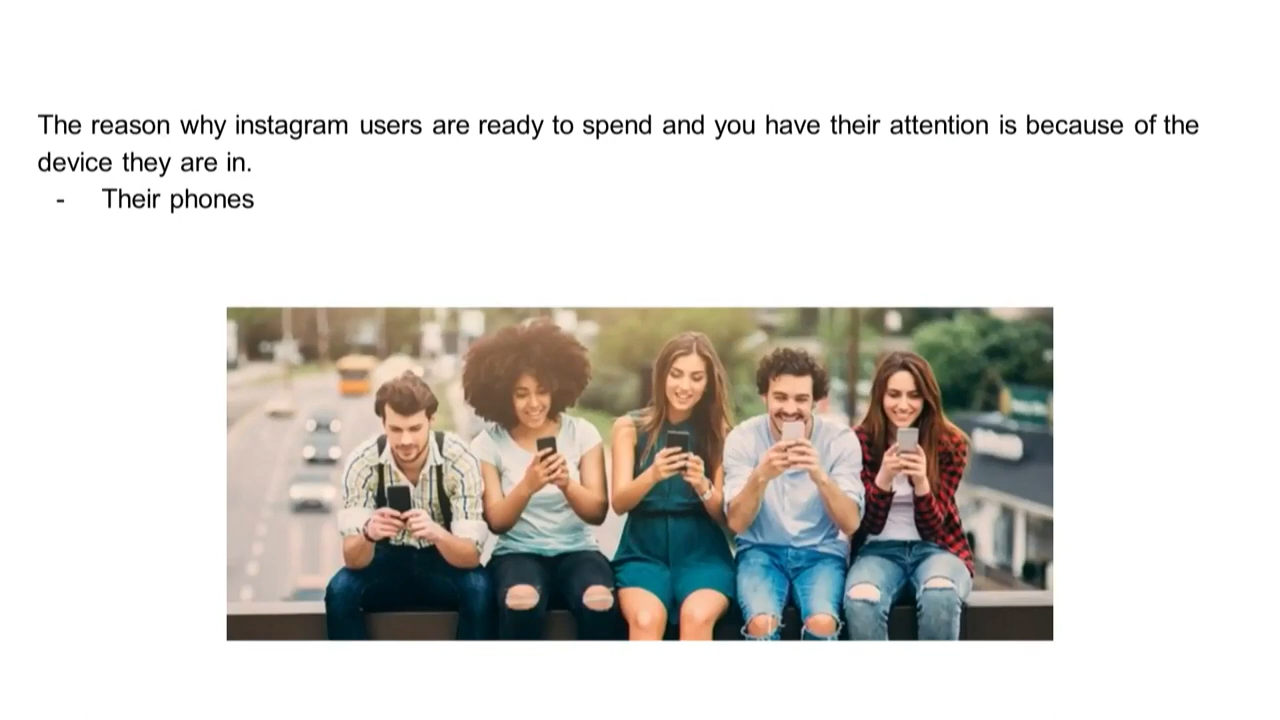 The reason why instagram users are ready to spend and you have their attention is because of the
device they are in.
- Their phones